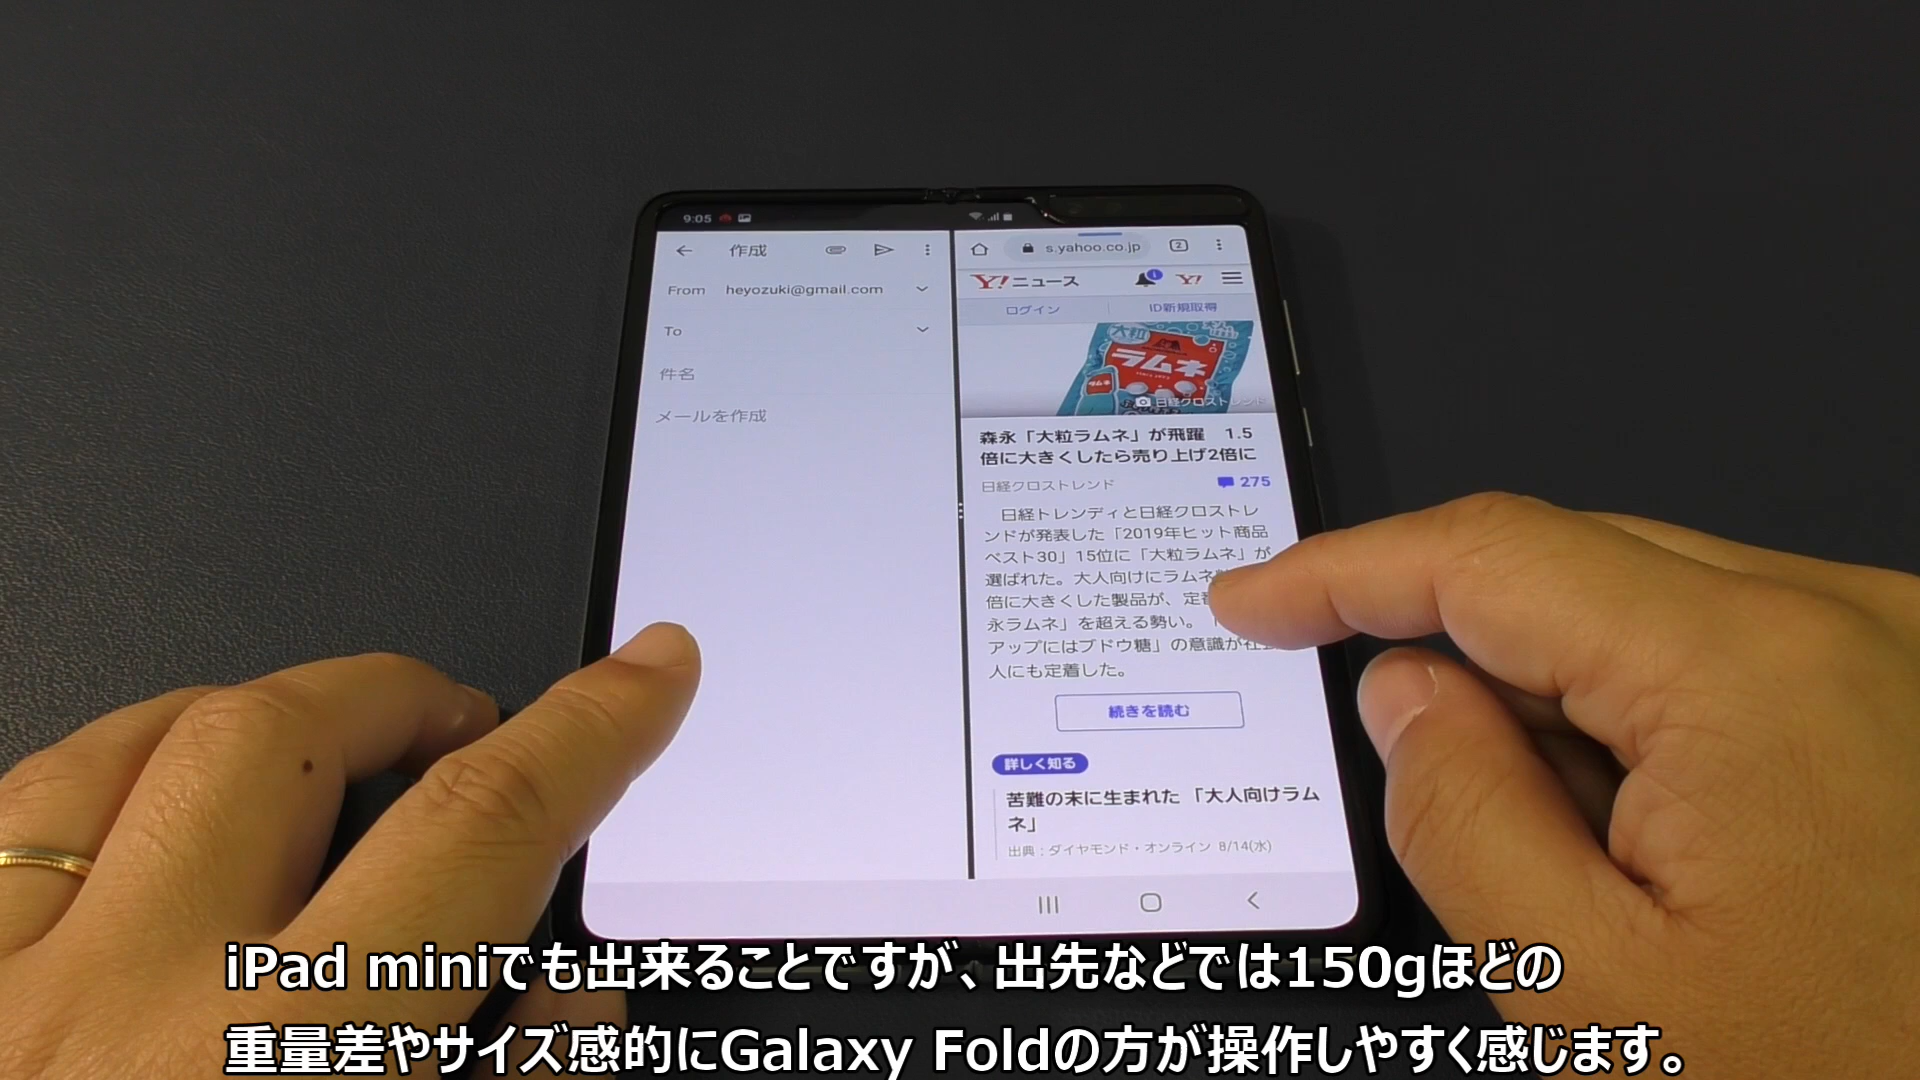 9:05
作成
From heyozuki@gmail.com
To
件名
メールを作成
s.yahoo.co.jp 2
Y!ニュース Y!
ログイン ID新規取得
大粒
ラムネ
日経クロストレンド
森永「大粒ラムネ」が飛躍 1.5
倍に大きくしたら売り上げ2倍に
日経クロストレンド 275
日経トレンディと日経クロストレ
ンドが発表した「2019年ヒット商品
ベスト30」15位に「大粒ラムネ」が
選ばれた。大人向けにラムネ
倍に大きくした製品が、定
永ラムネ」を超える勢い。「
アップにはブドウ糖」の意識が社
人にも定着した。
続きを読む
詳しく知る
苦難の末に生まれた「大人向けラム
ネ」
出典：ダイヤモンド・オンライン 8/14(水)
iPad miniでも出来ることですが、出先などでは150gほどの
重量差やサイズ感的にGalaxy Foldの方が操作しやすく感じます。